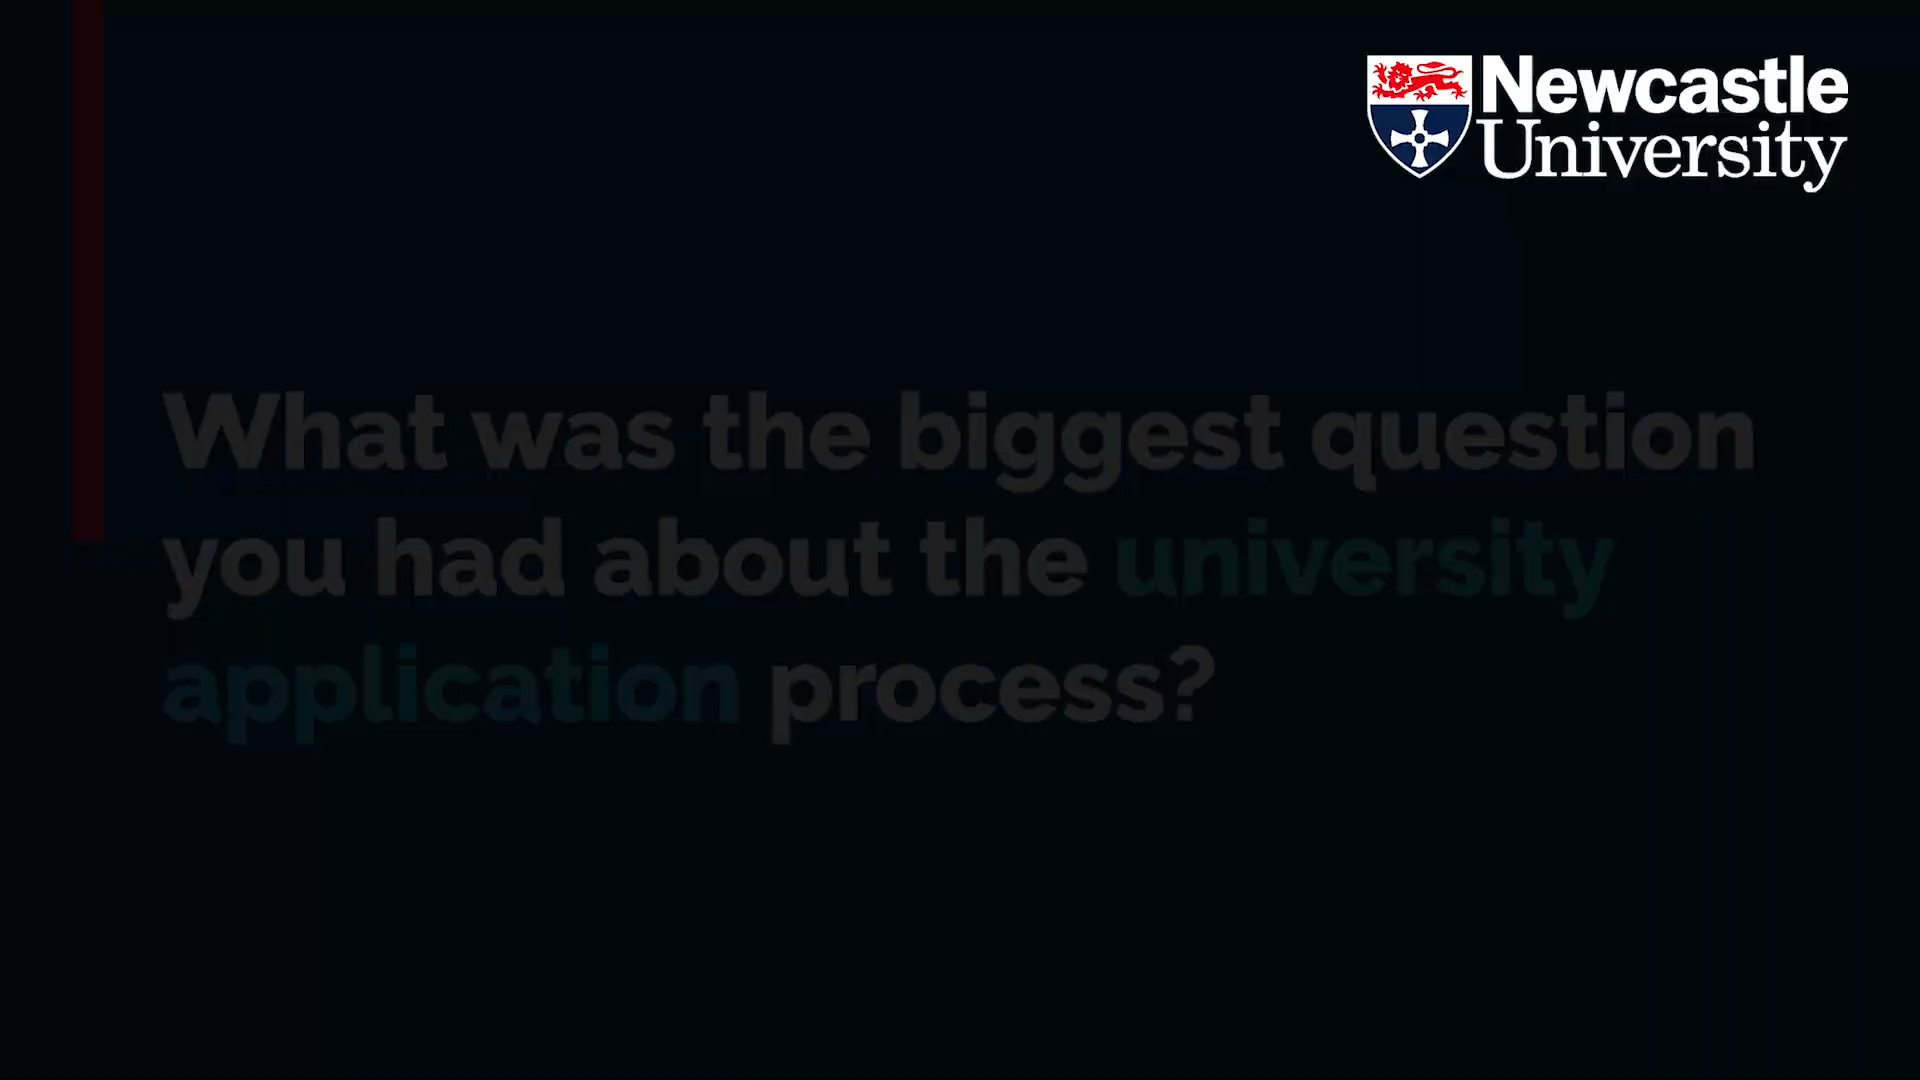 Newcastle
University
What was the biggest question
you had about the university
application process?